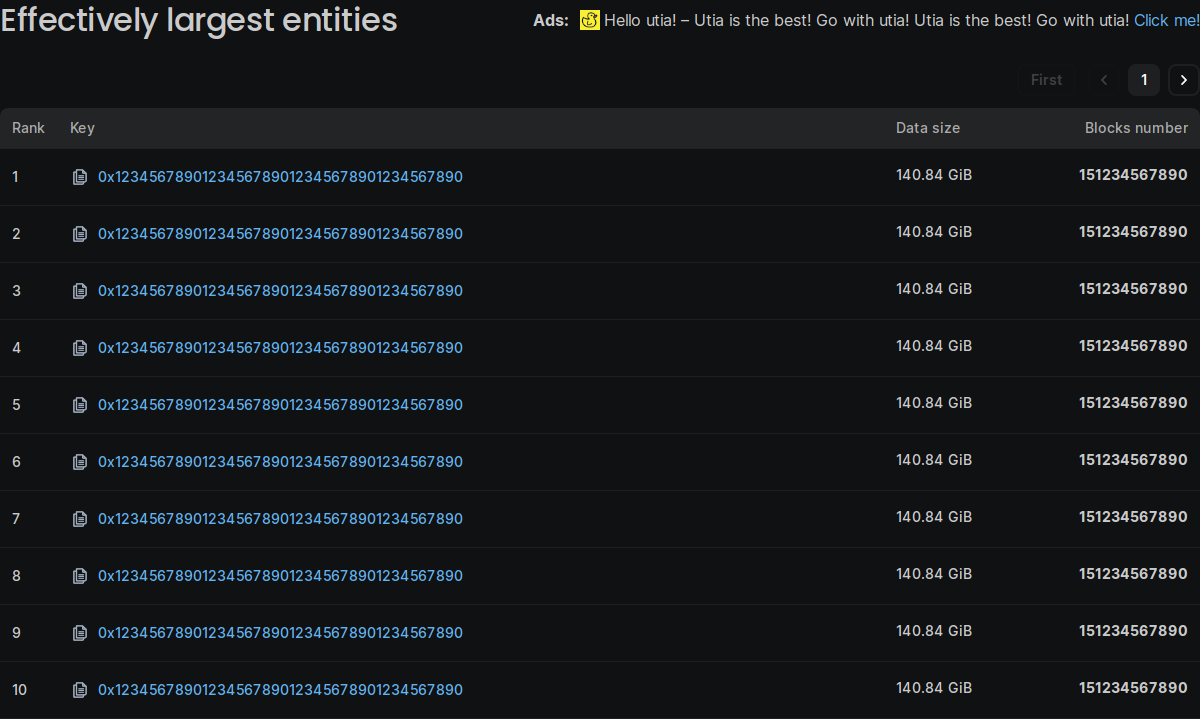 Effectively largest entities
Ads: Hello utia! – Utia is the best! Go with utia! Utia is the best! Go with utia! Click me!
First 1
Rank Key Data size Blocks number
1 0x1234567890123456789012345678901234567890 140.84 GiB 151234567890
2 0x1234567890123456789012345678901234567890 140.84 GiB 151234567890
3 0x1234567890123456789012345678901234567890 140.84 GiB 151234567890
4 0x1234567890123456789012345678901234567890 140.84 GiB 151234567890
5 0x1234567890123456789012345678901234567890 140.84 GiB 151234567890
6 0x1234567890123456789012345678901234567890 140.84 GiB 151234567890
7 0x1234567890123456789012345678901234567890 140.84 GiB 151234567890
8 0x1234567890123456789012345678901234567890 140.84 GiB 151234567890
9 0x1234567890123456789012345678901234567890 140.84 GiB 151234567890
10 0x1234567890123456789012345678901234567890 140.84 GiB 151234567890